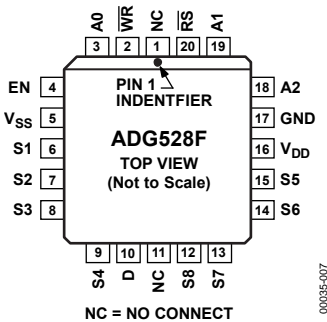 A0 WR NC RS A1
3 2 1 20 19
PIN 1
INDENTFIER
EN 4
VSS 5
S1 6
S2 7
S3 8
ADG528F
TOP VIEW
(Not to Scale)
18 A2
17 GND
16 VDD
15 S5
14 S6
9 10 11 12 13
S4 D NC S8 S7
NC = NO CONNECT
00035-007